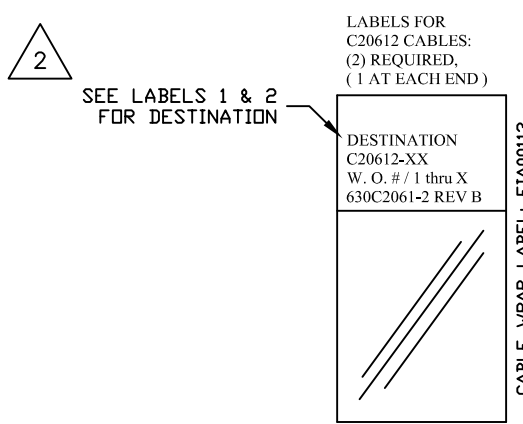 LABELS FOR
C20612 CABLES:
(2) REQUIRED,
( 1 AT EACH END )
2
SEE LABELS 1 & 2
FOR DESTINATION
DESTINATION
C20612-XX
W. O. # / 1 thru X
630C2061-2 REV B
CABLE WRAP LABEL: